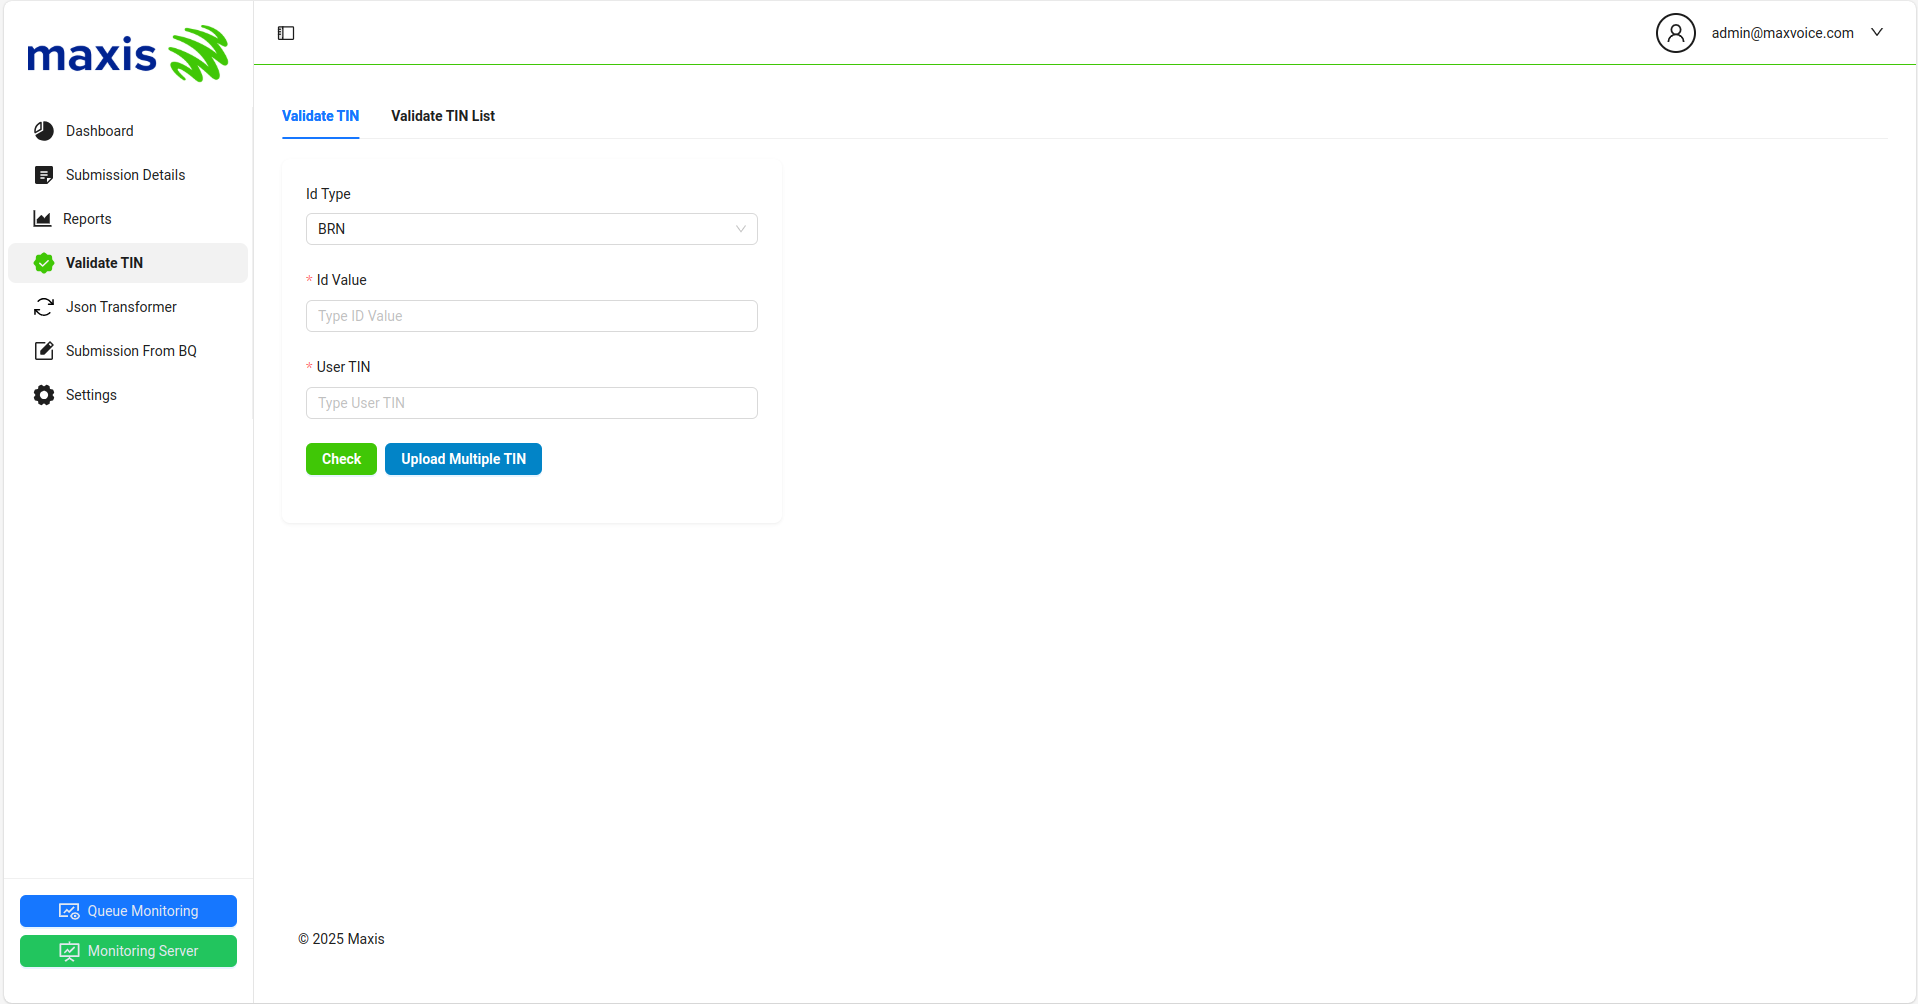 maxis
admin@maxvoice.com
Dashboard
Submission Details
Reports
Validate TIN
Json Transformer
Submission From BQ
Settings
Queue Monitoring
Monitoring Server
Validate TIN
Validate TIN List
Id Type
BRN
* Id Value
Type ID Value
* User TIN
Type User TIN
Check
Upload Multiple TIN
© 2025 Maxis